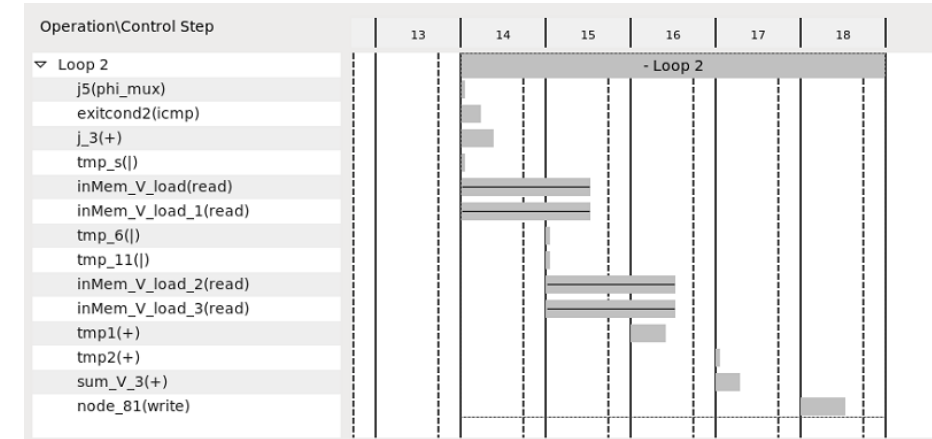 Operation\Control Step
13 14 15 16 17 18
Loop 2 - Loop 2
j5(phi_mux)
exitcond2(icmp)
j_3(+)
tmp_s(|)
inMem_V_load(read)
inMem_V_load_1(read)
tmp_6(|)
tmp_11(|)
inMem_V_load_2(read)
inMem_V_load_3(read)
tmp1(+)
tmp2(+)
sum_V_3(+)
node_81(write)